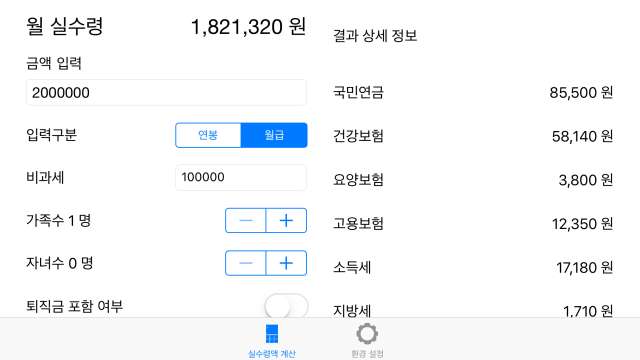 월 실수령 1,821,320 원
금액 입력
2000000
입력구분 연봉 월급
비과세 100000
가족수 1 명
자녀수 0 명
퇴직금 포함 여부
결과 상세 정보
국민연금 85,500 원
건강보험 58,140 원
요양보험 3,800 원
고용보험 12,350 원
소득세 17,180 원
지방세 1,710 원
실수령액 계산 환경 설정